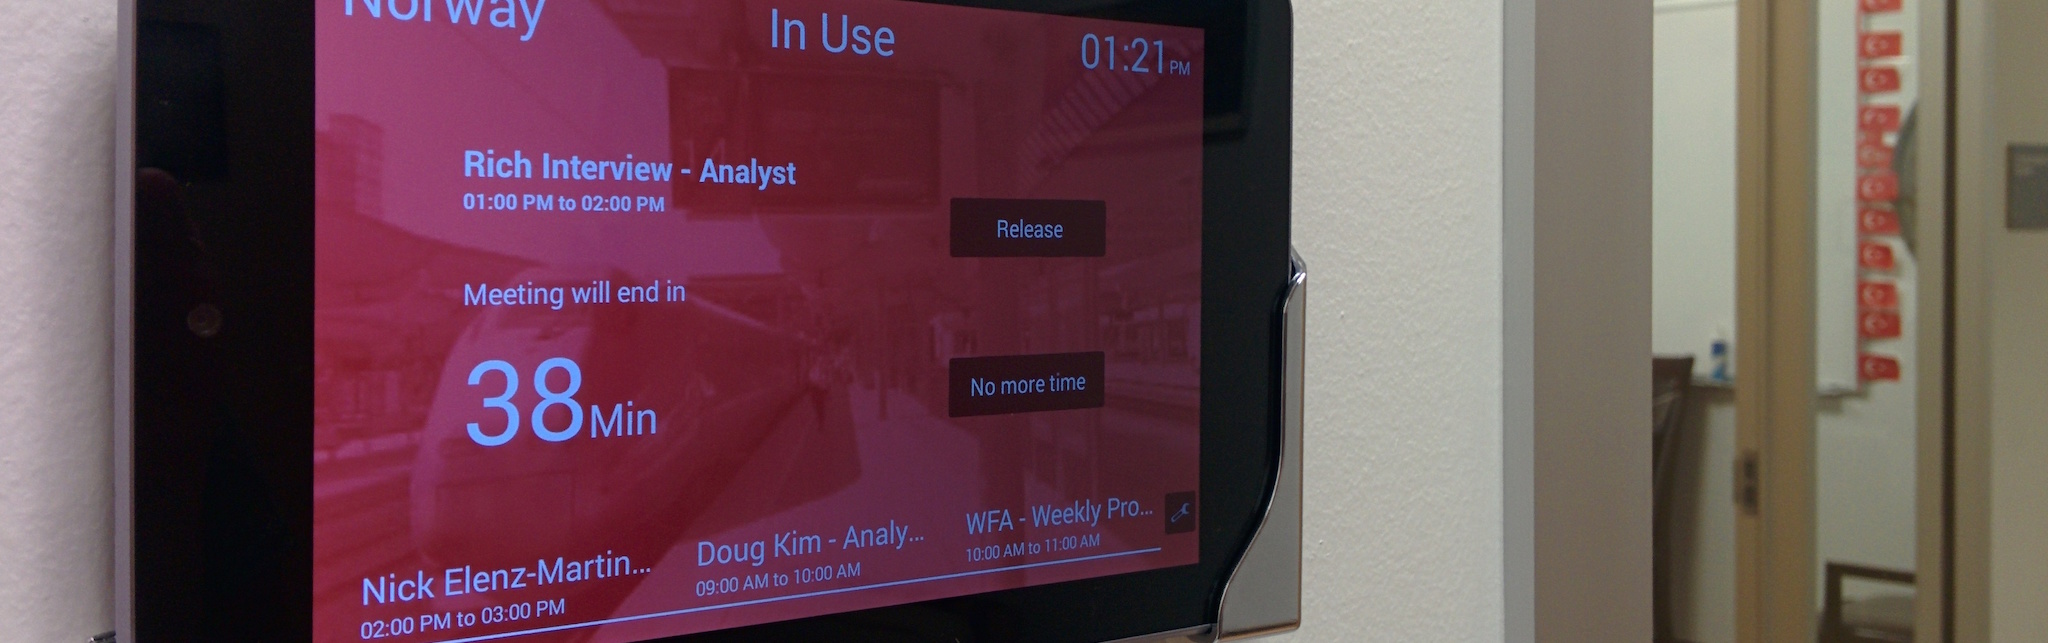 Norway
In Use
01:21 PM
Rich Interview - Analyst
01:00 PM to 02:00 PM
Release
Meeting will end in
38 Min
No more time
Nick Elenz-Martin...
02:00 PM to 03:00 PM
Doug Kim - Analy...
09:00 AM to 10:00 AM
WFA - Weekly Pro...
10:00 AM to 11:00 AM